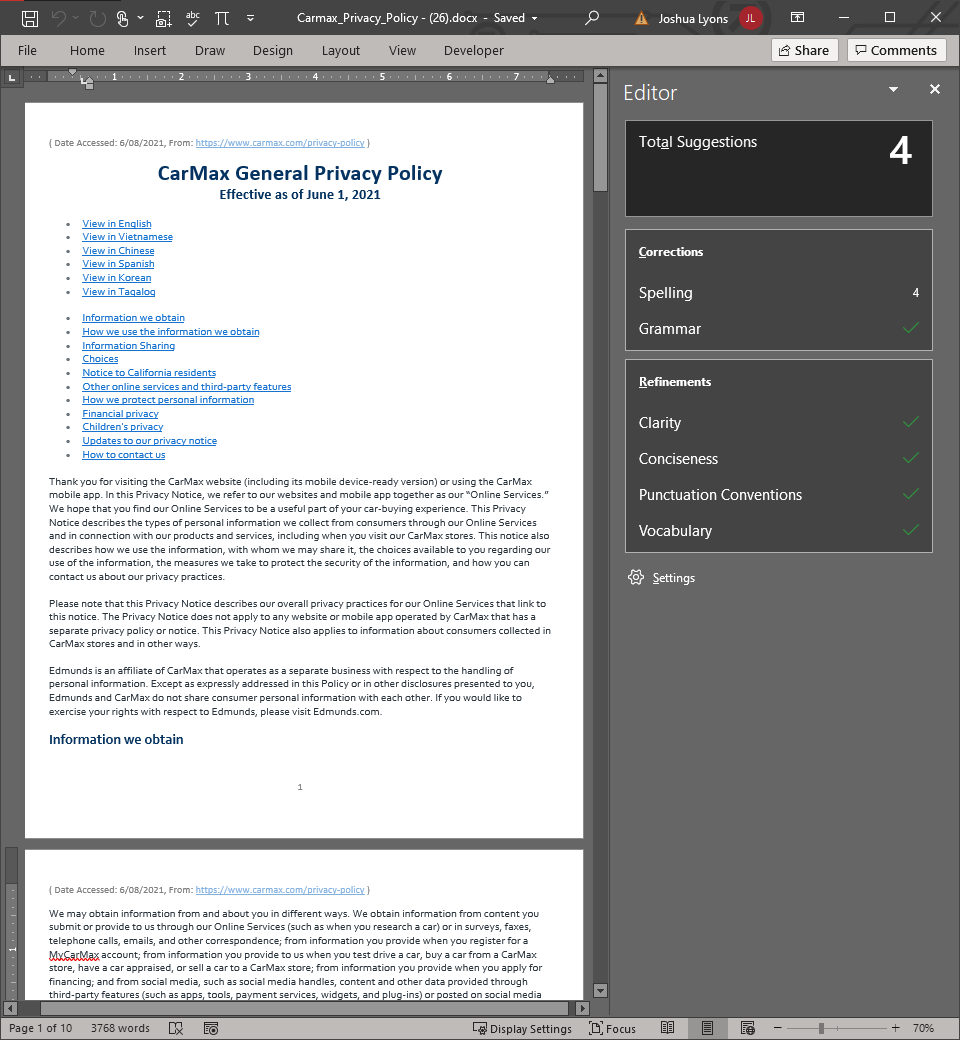 abc
Carmax_Privacy_Policy - (26).docx - Saved
Joshua Lyons
JL
File Home Insert Draw Design Layout View Developer
Share
Comments
1 2 3 4 5 6 7
Editor
Total Suggestions
4
Corrections
Spelling 4
Grammar
Refinements
Clarity
Conciseness
Punctuation Conventions
Vocabulary
Settings
( Date Accessed: 6/08/2021, From: https://www.carmax.com/privacy-policy )
CarMax General Privacy Policy
Effective as of June 1, 2021
• View in English
• View in Vietnamese
• View in Chinese
• View in Spanish
• View in Korean
• View in Tagalog
• Information we obtain
• How we use the information we obtain
• Information Sharing
• Choices
• Notice to California residents
• Other online services and third-party features
• How we protect personal information
• Financial privacy
• Children's privacy
• Updates to our privacy notice
• How to contact us
Thank you for visiting the CarMax website (including its mobile device-ready version) or using the CarMax
mobile app. In this Privacy Notice, we refer to our websites and mobile app together as our “Online Services.”
We hope that you find our Online Services to be a useful part of your car-buying experience. This Privacy
Notice describes the types of personal information we collect from consumers through our Online Services
and in connection with our products and services, including when you visit our CarMax stores. This notice also
describes how we use the information, with whom we may share it, the choices available to you regarding our
use of the information, the measures we take to protect the security of the information, and how you can
contact us about our privacy practices.
Please note that this Privacy Notice describes our overall privacy practices for our Online Services that link to
this notice. The Privacy Notice does not apply to any website or mobile app operated by CarMax that has a
separate privacy policy or notice. This Privacy Notice also applies to information about consumers collected in
CarMax stores and in other ways.
Edmunds is an affiliate of CarMax that operates as a separate business with respect to the handling of
personal information. Except as expressly addressed in this Policy or in other disclosures presented to you,
Edmunds and CarMax do not share consumer personal information with each other. If you would like to
exercise your rights with respect to Edmunds, please visit Edmunds.com.
Information we obtain
1
( Date Accessed: 6/08/2021, From: https://www.carmax.com/privacy-policy )
We may obtain information from and about you in different ways. We obtain information from content you
submit or provide to us through our Online Services (such as when you research a car) or in surveys, faxes,
telephone calls, emails, and other correspondence; from information you provide when you register for a
MyCarMax account; from information you provide to us when you test drive a car, buy a car from a CarMax
store, have a car appraised, or sell a car to a CarMax store; from information you provide when you apply for
financing; and from social media, such as social media handles, content and other data provided through
third-party features (such as apps, tools, payment services, widgets, and plug-ins) or posted on social media
1
Page 1 of 10 3768 words Display Settings Focus 70%